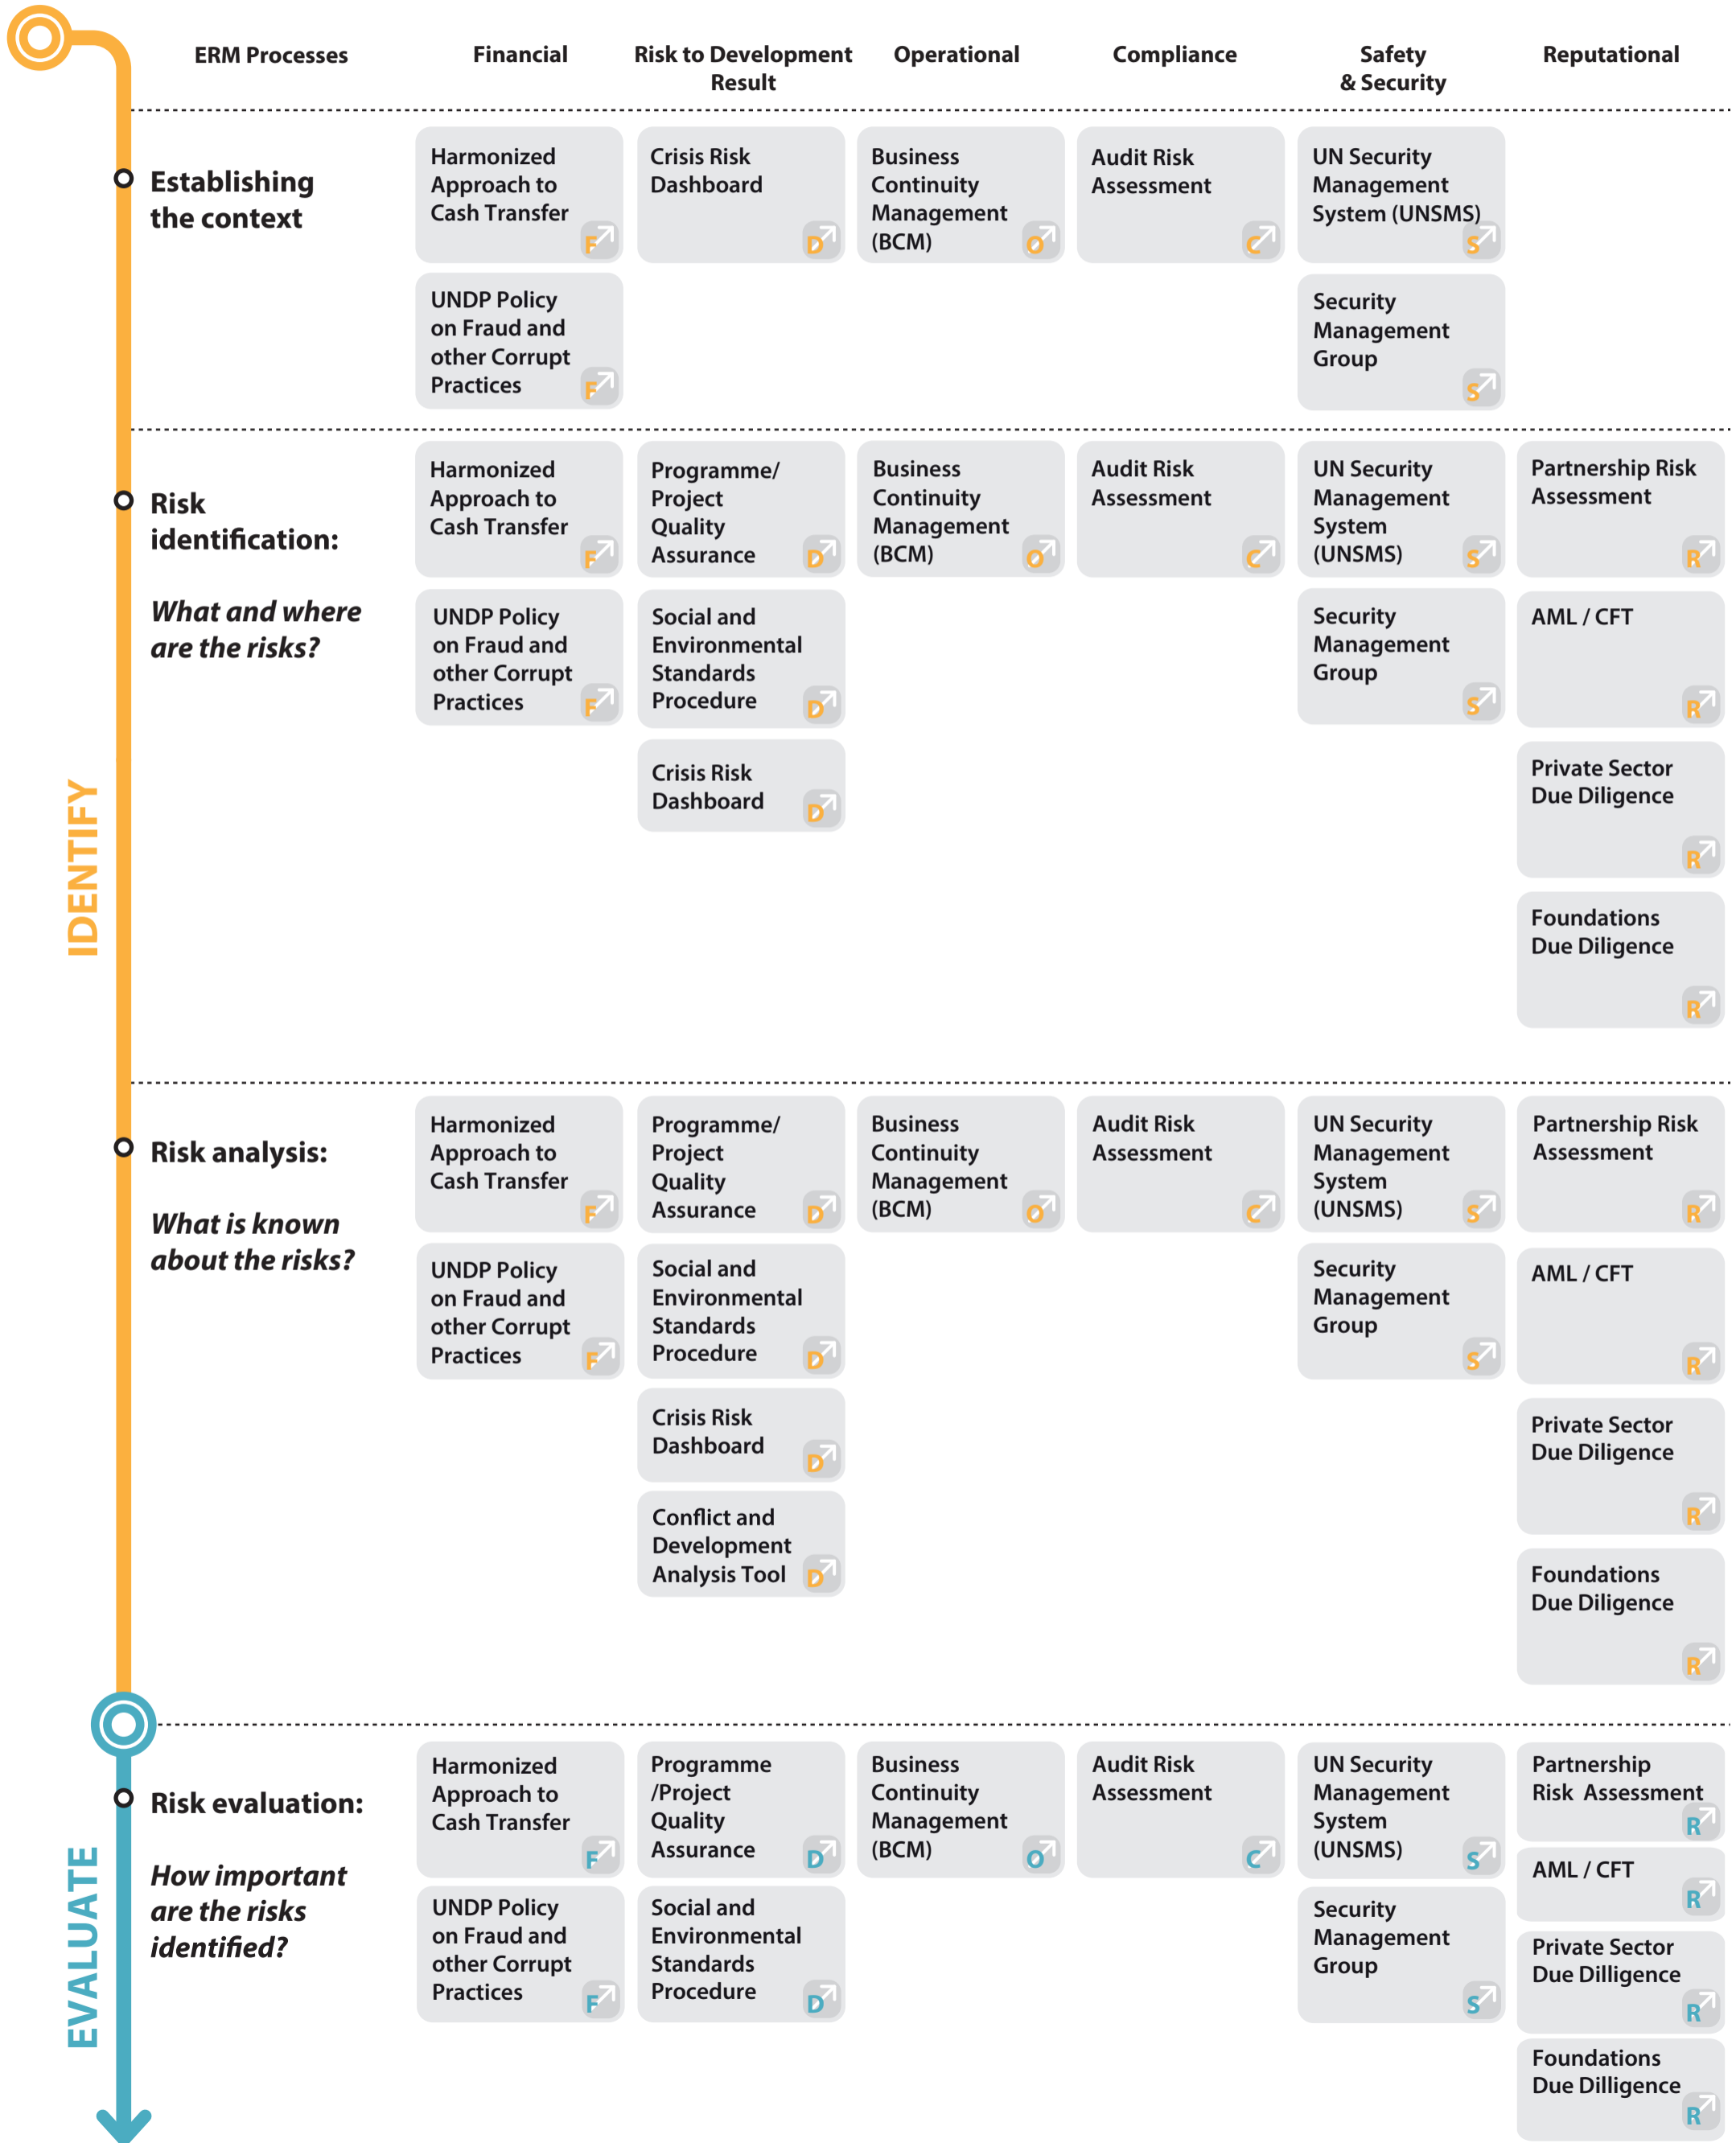 ERM Processes
Financial
Risk to Development
Result
Operational
Compliance
Safety
& Security
Reputational
IDENTIFY
Establishing
the context
Harmonized
Approach to
Cash Transfer
F
UNDP Policy
on Fraud and
other Corrupt
Practices
F
Crisis Risk
Dashboard
D
Business
Continuity
Management
(BCM)
O
Audit Risk
Assessment
C
UN Security
Management
System (UNSMS)
S
Security
Management
Group
S
Risk
identification:
What and where
are the risks?
Harmonized
Approach to
Cash Transfer
F
UNDP Policy
on Fraud and
other Corrupt
Practices
F
Programme/
Project
Quality
Assurance
D
Social and
Environmental
Standards
Procedure
D
Crisis Risk
Dashboard
D
Business
Continuity
Management
(BCM)
O
Audit Risk
Assessment
C
UN Security
Management
System
(UNSMS)
S
Security
Management
Group
S
Partnership Risk
Assessment
R
AML / CFT
R
Private Sector
Due Diligence
R
Foundations
Due Diligence
R
Risk analysis:
What is known
about the risks?
Harmonized
Approach to
Cash Transfer
F
UNDP Policy
on Fraud and
other Corrupt
Practices
F
Programme/
Project
Quality
Assurance
D
Social and
Environmental
Standards
Procedure
D
Crisis Risk
Dashboard
D
Conflict and
Development
Analysis Tool
D
Business
Continuity
Management
(BCM)
O
Audit Risk
Assessment
C
UN Security
Management
System
(UNSMS)
S
Security
Management
Group
S
Partnership Risk
Assessment
R
AML / CFT
R
Private Sector
Due Diligence
R
Foundations
Due Diligence
R
EVALUATE
Risk evaluation:
How important
are the risks
identified?
Harmonized
Approach to
Cash Transfer
F
UNDP Policy
on Fraud and
other Corrupt
Practices
F
Programme
/Project
Quality
Assurance
D
Social and
Environmental
Standards
Procedure
D
Business
Continuity
Management
(BCM)
O
Audit Risk
Assessment
C
UN Security
Management
System
(UNSMS)
S
Security
Management
Group
S
Partnership
Risk Assessment
R
AML / CFT
R
Private Sector
Due Dilligence
R
Foundations
Due Dilligence
R